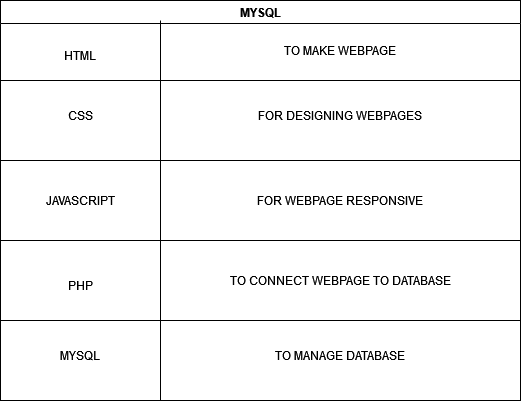 MYSQL
HTML
TO MAKE WEBPAGE
CSS
FOR DESIGNING WEBPAGES
JAVASCRIPT
FOR WEBPAGE RESPONSIVE
PHP
TO CONNECT WEBPAGE TO DATABASE
MYSQL
TO MANAGE DATABASE